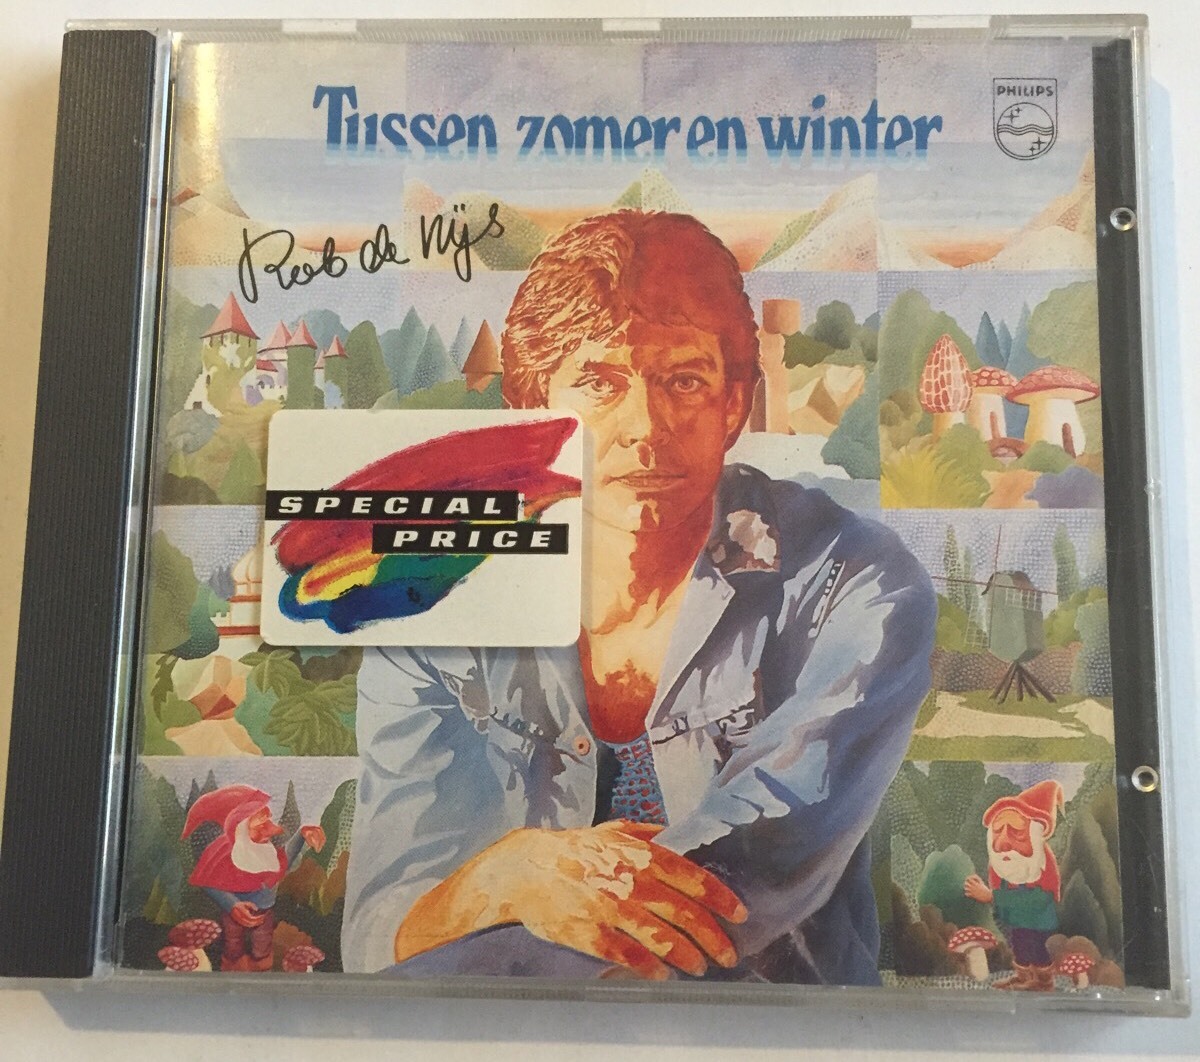 Tussen zomer en winter
PHILIPS
Rob de Nijs
SPECIAL
PRICE